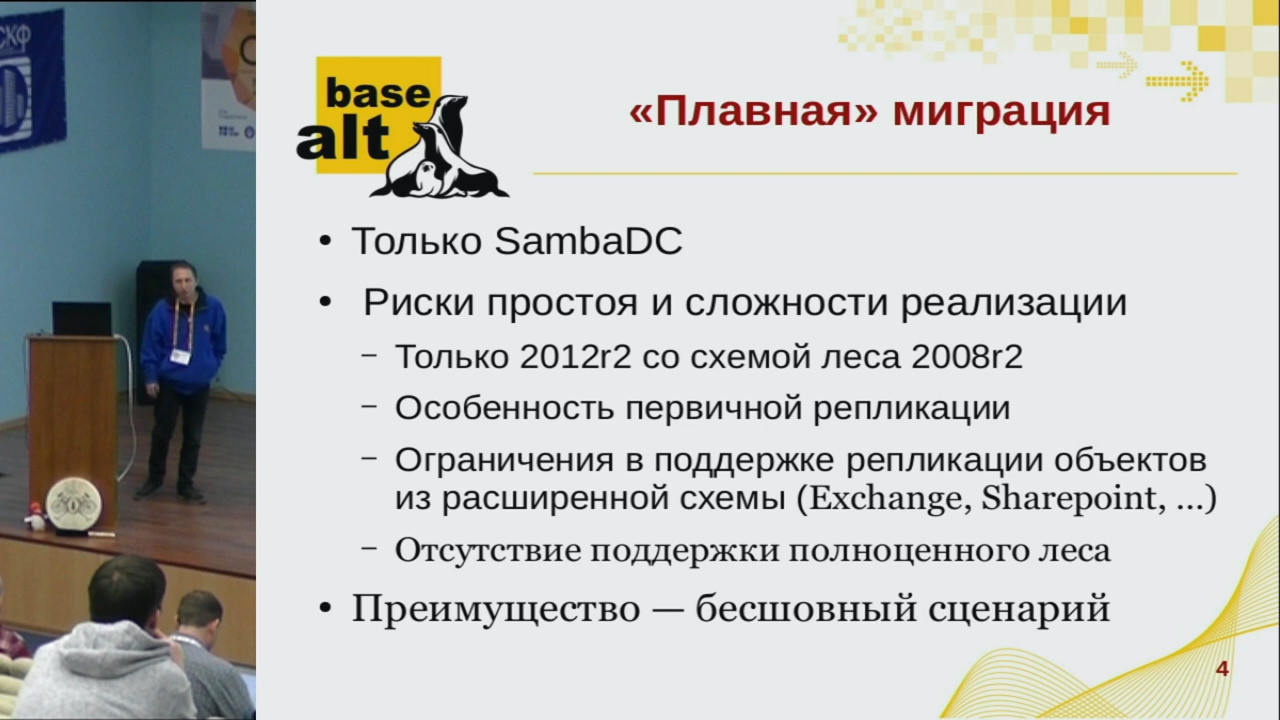 СКФ
base
alt
«Плавная» миграция
• Только SambaDC
• Риски простоя и сложности реализации
– Только 2012r2 со схемой леса 2008r2
– Особенность первичной репликации
– Ограничения в поддержке репликации объектов
из расширенной схемы (Exchange, Sharepoint, ...)
– Отсутствие поддержки полноценного леса
• Преимущество — бесшовный сценарий
4